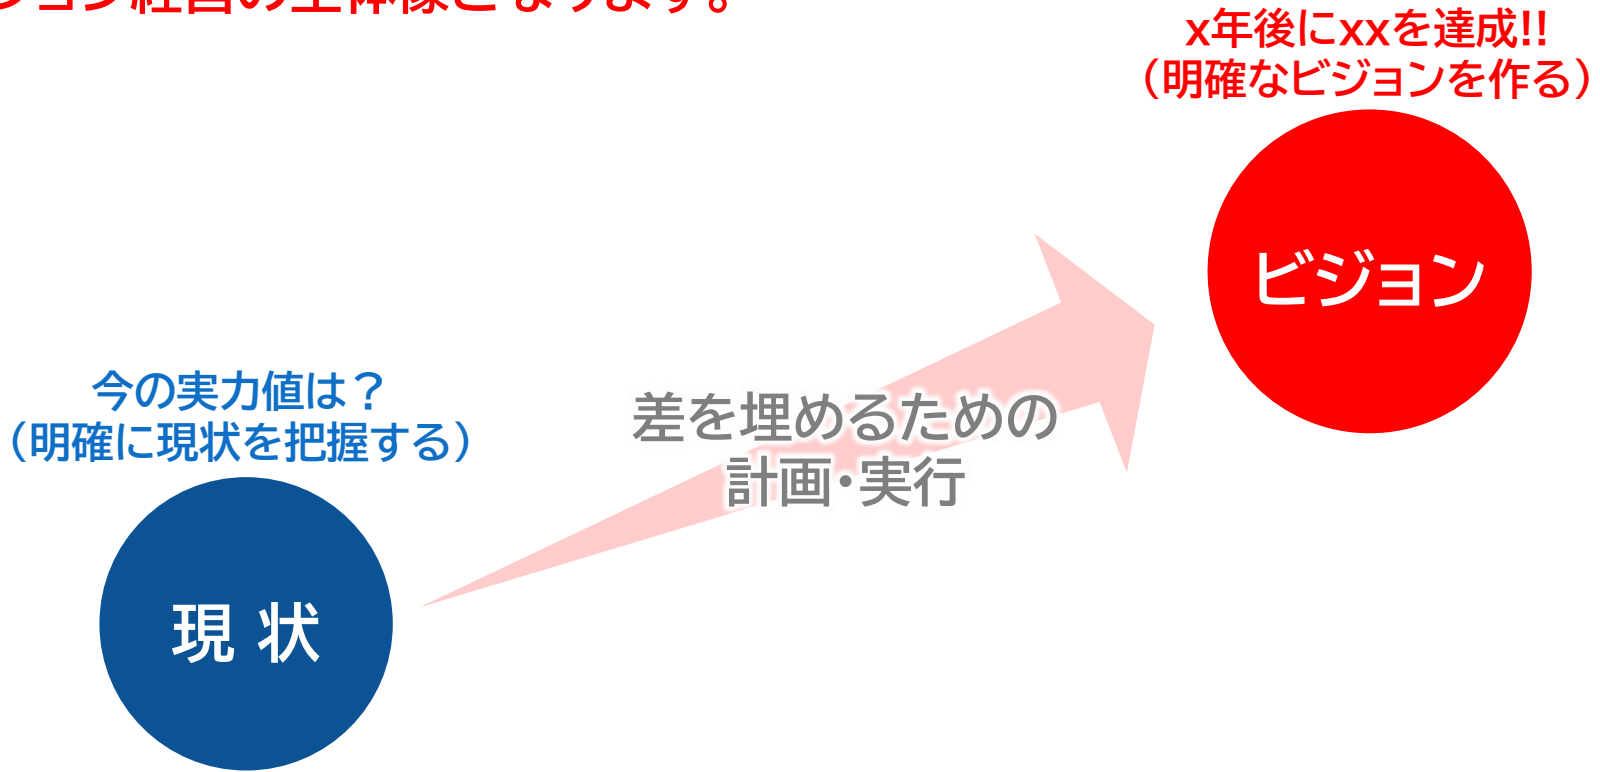 x年後にxxを達成!!
（明確なビジョンを作る）
ビジョン
今の実力値は？
（明確に現状を把握する）
差を埋めるための
計画・実行
現 状